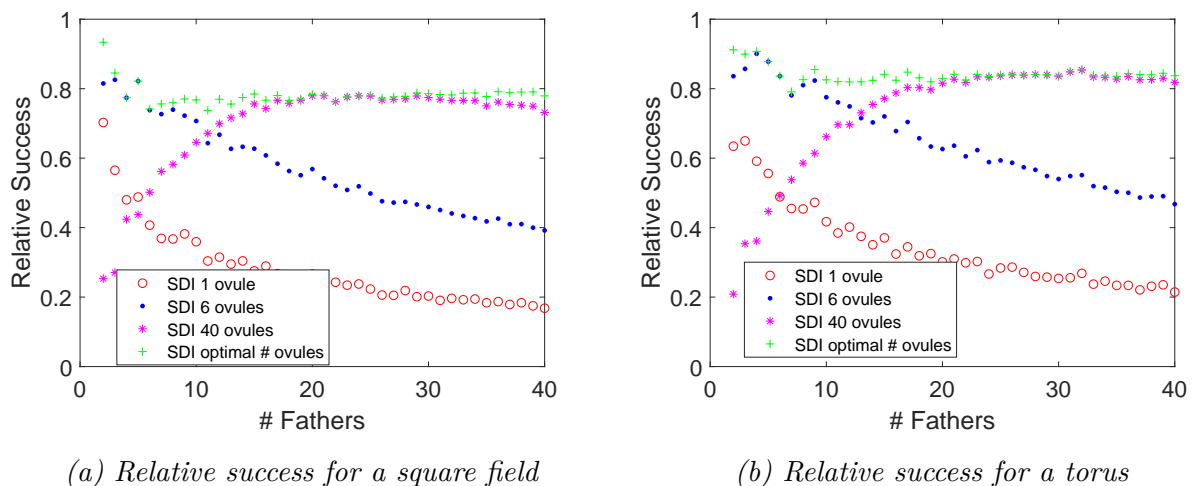 1
0.8
0.6
0.4
0.2
0
Relative Success
SDI 1 ovule
SDI 6 ovules
SDI 40 ovules
SDI optimal # ovules
0 10 20 30 40
# Fathers
(a) Relative success for a square field
1
0.8
0.6
0.4
0.2
0
Relative Success
SDI 1 ovule
SDI 6 ovules
SDI 40 ovules
SDI optimal # ovules
0 10 20 30 40
# Fathers
(b) Relative success for a torus